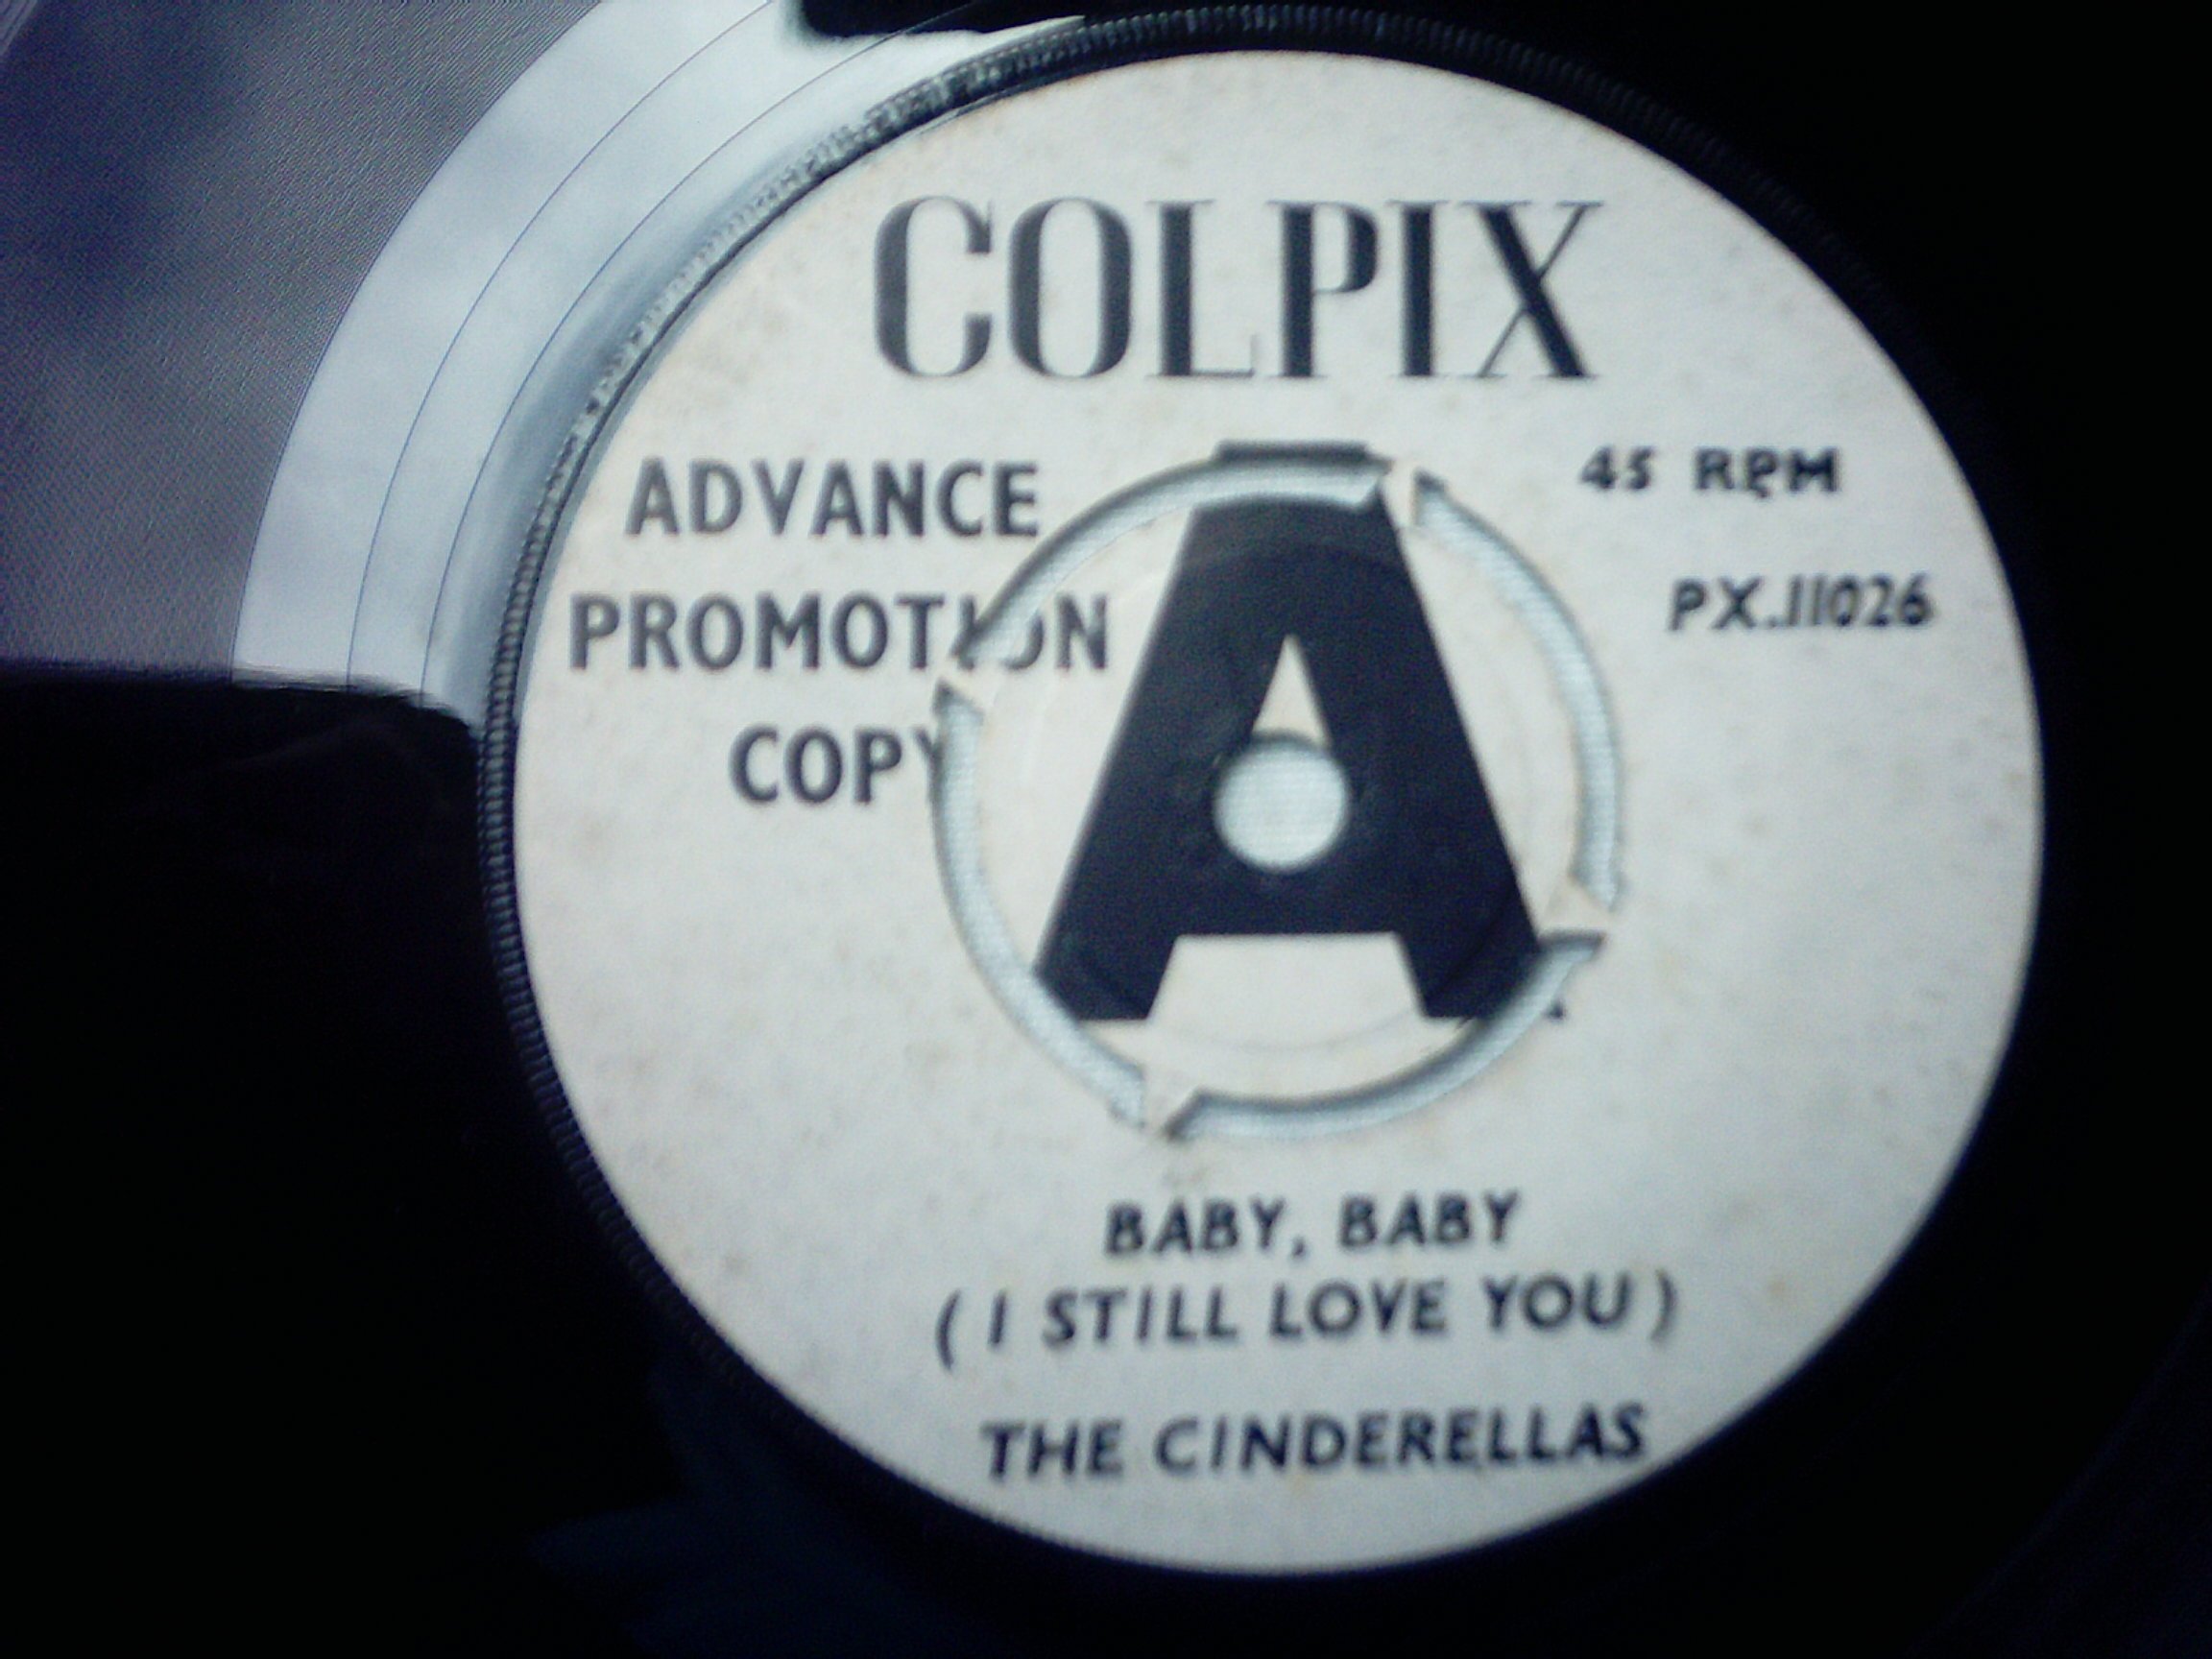 COLPIX
ADVANCE
PROMOTION
COPY
45 RPM
PX.11026
A
BABY, BABY
( I STILL LOVE YOU )
THE CINDERELLAS